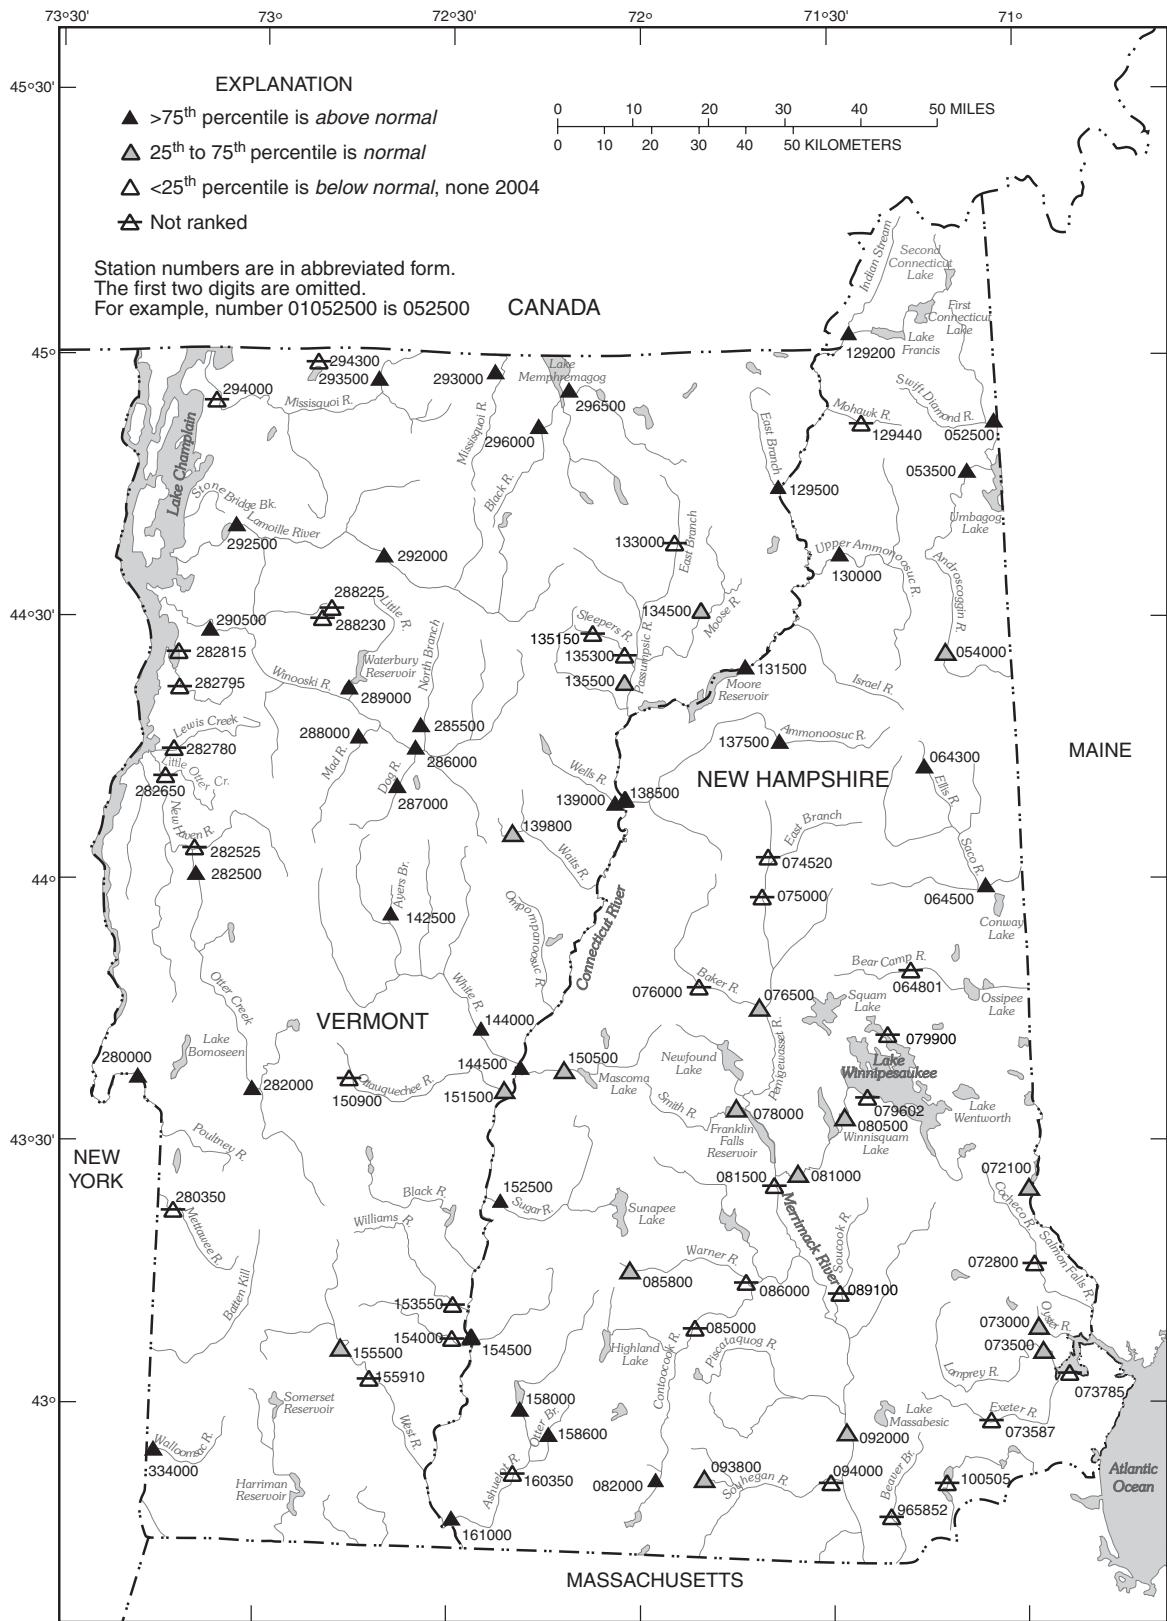 73°30'
73°
72°30'
72°
71°30'
71°
45°30'
EXPLANATION
>75th percentile is above normal
25th to 75th percentile is normal
<25th percentile is below normal, none 2004
Not ranked
0 10 20 30 40 50 MILES
0 10 20 30 40 50 KILOMETERS
Station numbers are in abbreviated form.
The first two digits are omitted.
For example, number 01052500 is 052500
CANADA
Indian Stream
Second
Connecticut
Lake
First
Connecticut
Lake
Lake
Francis
129200
45°
294300
293500
293000
Lake
Memphremagog
296500
294000
Missisquoi R.
Missisquoi R.
296000
Swift Diamond R.
Mohawk R.
129440
052500
East Branch
053500
Lake Champlain
Black R.
129500
Stone Bridge Bk.
Lamoille River
292500
292000
Umbagog
Lake
133000
East Branch
Upper Ammonoosuc R.
130000
Androscoggin R.
44°30'
288225
288230
Little R.
134500
Moose R.
290500
Sleepers R.
135150
135300
135500
Passumpsic R.
054000
282815
282795
Waterbury
Reservoir
North Branch
131500
Moore
Reservoir
Israel R.
Winooski R.
289000
Lewis Creek
282780
288000
285500
286000
Mad R.
Dog R.
287000
137500
Ammonoosuc R.
064300
MAINE
NEW HAMPSHIRE
Little Otter Cr.
282650
Wells R.
139000
138500
Ellis R.
New Haven R.
139800
Waits R.
East Branch
282525
282500
074520
Saco R.
44°
075000
064500
Conway
Lake
Ayers Br.
142500
Ompompanoosuc R.
Connecticut River
Otter Creek
Bear Camp R.
064801
Baker R.
076000
076500
Squam
Lake
Ossipee
Lake
White R.
VERMONT
144000
079900
Lake
Winnipesaukee
Lake
Bomoseen
280000
282000
150900
Ottauquechee R.
144500
150500
151500
Mascoma
Lake
Newfound
Lake
Pemigewasset R.
Smith R.
079602
Lake
Wentworth
078000
Franklin
Falls
Reservoir
080500
Winnisquam
Lake
43°30'
NEW
YORK
Poultney R.
081500
081000
072100
280350
Mettawee R.
Black R.
152500
Sugar R.
Sunapee
Lake
Merrimack River
Cocheco R.
Williams R.
Soucook R.
Warner R.
085800
086000
089100
072800
Salmon Falls R.
Batten Kill
153550
085000
154000
154500
Highland
Lake
Contoocook R.
Piscataquog R.
073000
Oyster R.
073500
155500
155910
Lamprey R.
073785
43°
Somerset
Reservoir
158000
Otter Br.
158600
West R.
Lake
Massabesic
Exeter R.
073587
092000
Walloomsac R.
334000
Ashuelot R.
160350
082000
093800
Souhegan R.
094000
Beaver Br.
100505
Atlantic
Ocean
Harriman
Reservoir
161000
965852
MASSACHUSETTS